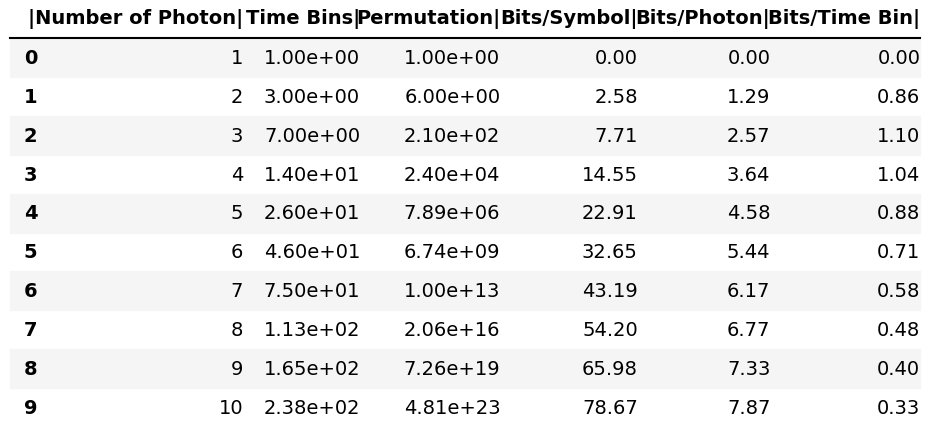 |Number of Photon| Time Bins| Permutation| Bits/Symbol| Bits/Photon| Bits/Time Bin|
0 1 1.00e+00 1.00e+00 0.00 0.00 0.00
1 2 3.00e+00 6.00e+00 2.58 1.29 0.86
2 3 7.00e+00 2.10e+02 7.71 2.57 1.10
3 4 1.40e+01 2.40e+04 14.55 3.64 1.04
4 5 2.60e+01 7.89e+06 22.91 4.58 0.88
5 6 4.60e+01 6.74e+09 32.65 5.44 0.71
6 7 7.50e+01 1.00e+13 43.19 6.17 0.58
7 8 1.13e+02 2.06e+16 54.20 6.77 0.48
8 9 1.65e+02 7.26e+19 65.98 7.33 0.40
9 10 2.38e+02 4.81e+23 78.67 7.87 0.33